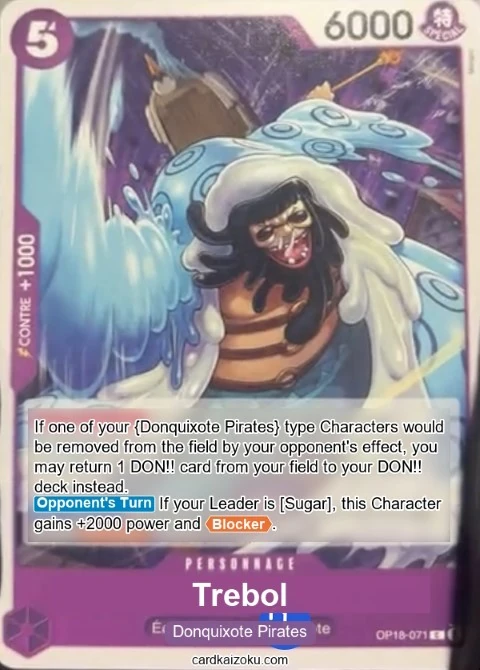 5
6000
特
SPÉCIAL
CONTRE +1000
If one of your {Donquixote Pirates} type Characters would
be removed from the field by your opponent's effect, you
may return 1 DON!! card from your field to your DON!!
deck instead.
Opponent's Turn If your Leader is [Sugar], this Character
gains +2000 power and Blocker.
PERSONNAGE
Trebol
Donquixote Pirates
OP18-071 C
cardkaizoku.com